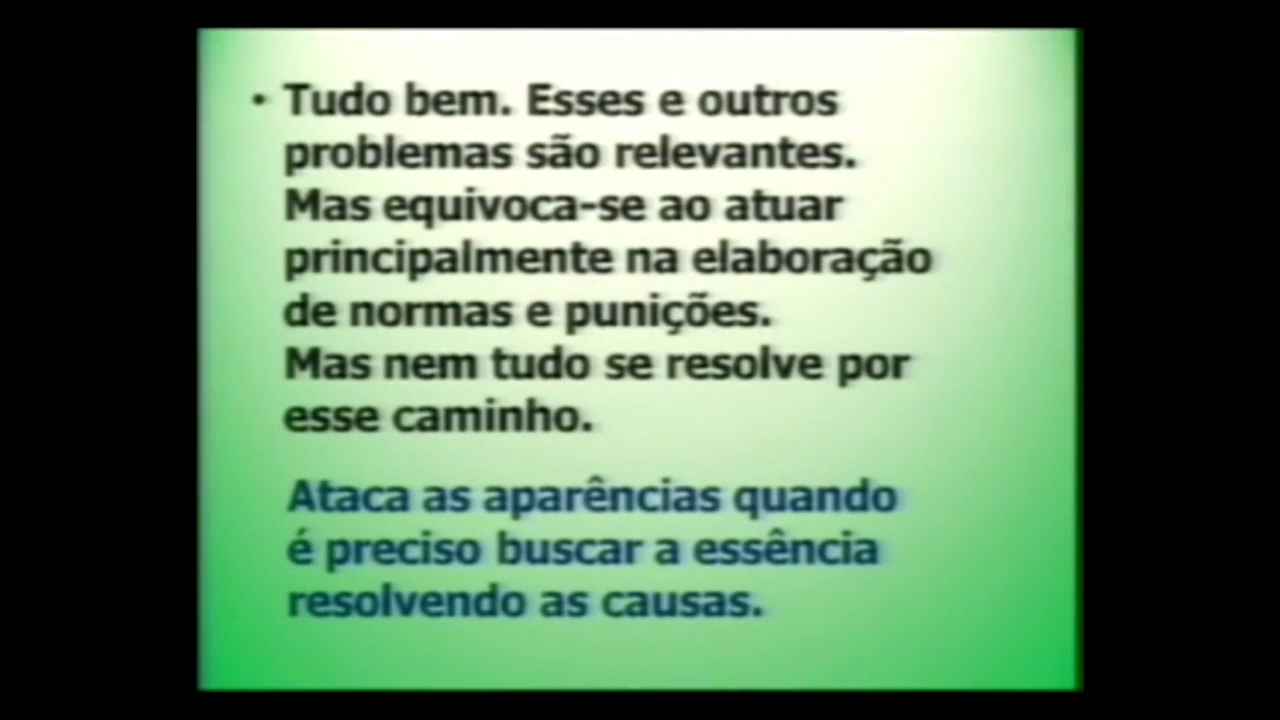 • Tudo bem. Esses e outros
problemas são relevantes.
Mas equivoca-se ao atuar
principalmente na elaboração
de normas e punições.
Mas nem tudo se resolve por
esse caminho.
Ataca as aparências quando
é preciso buscar a essência
resolvendo as causas.